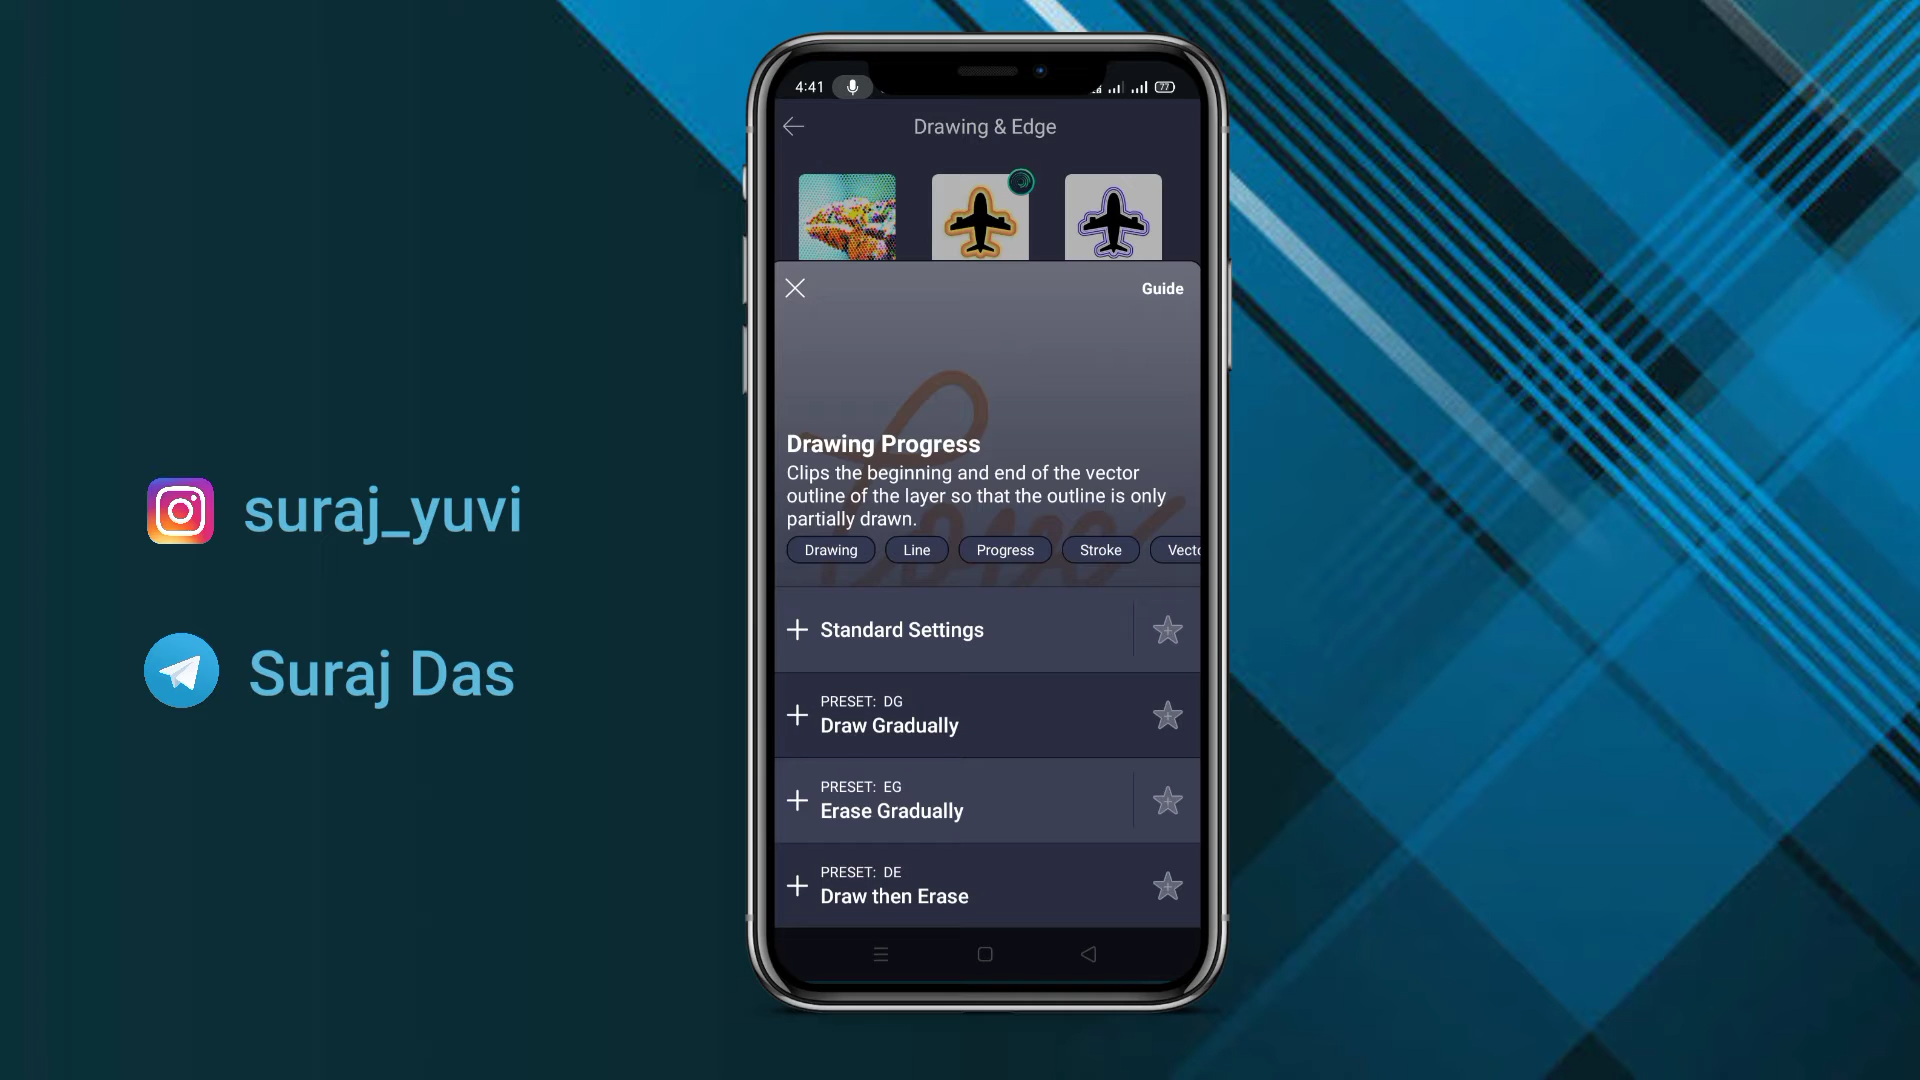 4:41
77
Drawing & Edge
Guide
Drawing Progress
Clips the beginning and end of the vector
outline of the layer so that the outline is only
partially drawn.
Drawing Line Progress Stroke Vecto
Standard Settings
PRESET: DG
Draw Gradually
PRESET: EG
Erase Gradually
PRESET: DE
Draw then Erase
suraj_yuvi
Suraj Das